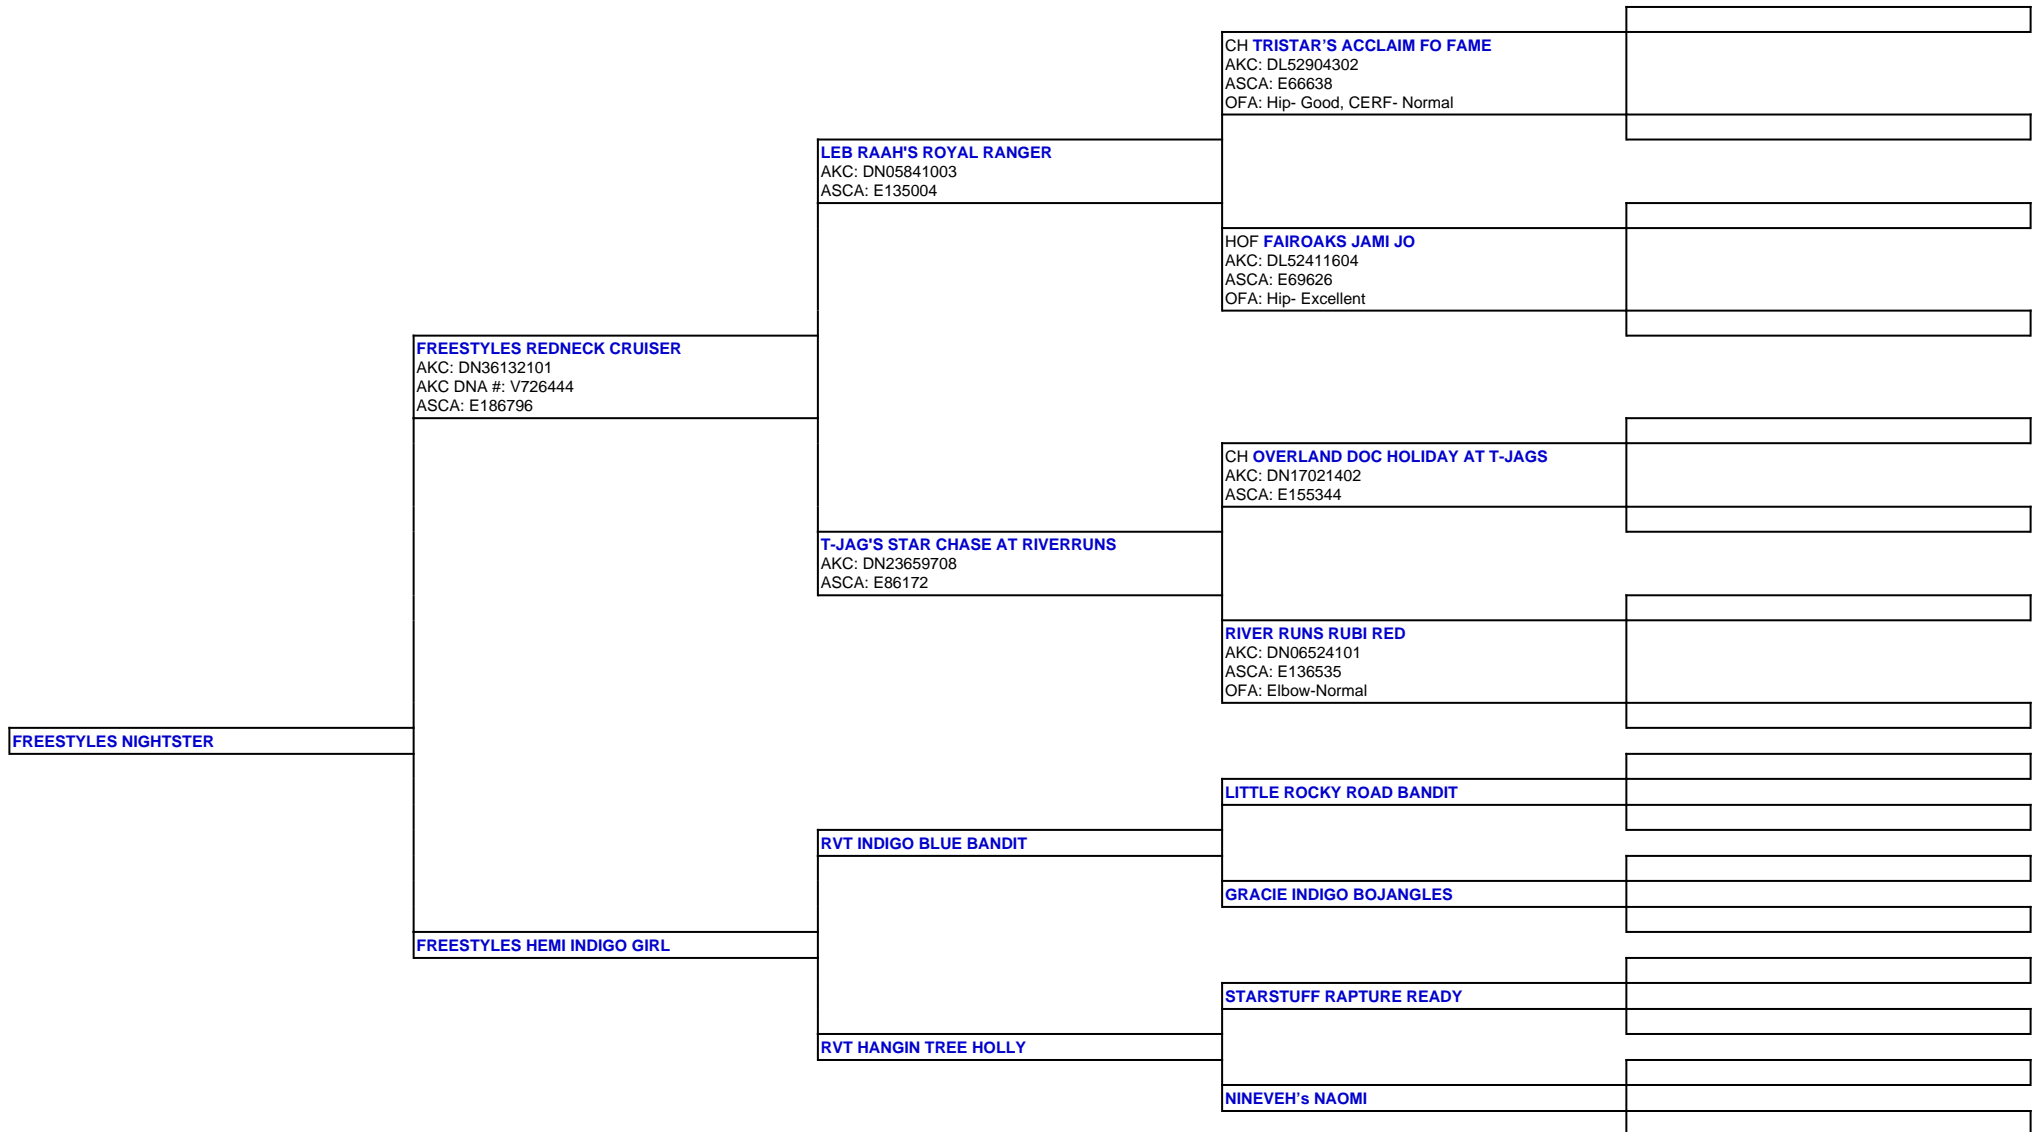 CH TRISTAR’S ACCLAIM FO FAME
AKC: DL52904302
ASCA: E66638
OFA: Hip- Good, CERF- Normal
LEB RAAH'S ROYAL RANGER
AKC: DN05841003
ASCA: E135004
HOF FAIROAKS JAMI JO
AKC: DL52411604
ASCA: E69626
OFA: Hip- Excellent
FREESTYLES REDNECK CRUISER
AKC: DN36132101
AKC DNA #: V726444
ASCA: E186796
CH OVERLAND DOC HOLIDAY AT T-JAGS
AKC: DN17021402
ASCA: E155344
T-JAG'S STAR CHASE AT RIVERRUNS
AKC: DN23659708
ASCA: E86172
RIVER RUNS RUBI RED
AKC: DN06524101
ASCA: E136535
OFA: Elbow-Normal
FREESTYLES NIGHTSTER
LITTLE ROCKY ROAD BANDIT
RVT INDIGO BLUE BANDIT
GRACIE INDIGO BOJANGLES
FREESTYLES HEMI INDIGO GIRL
STARSTUFF RAPTURE READY
RVT HANGIN TREE HOLLY
NINEVEH’s NAOMI